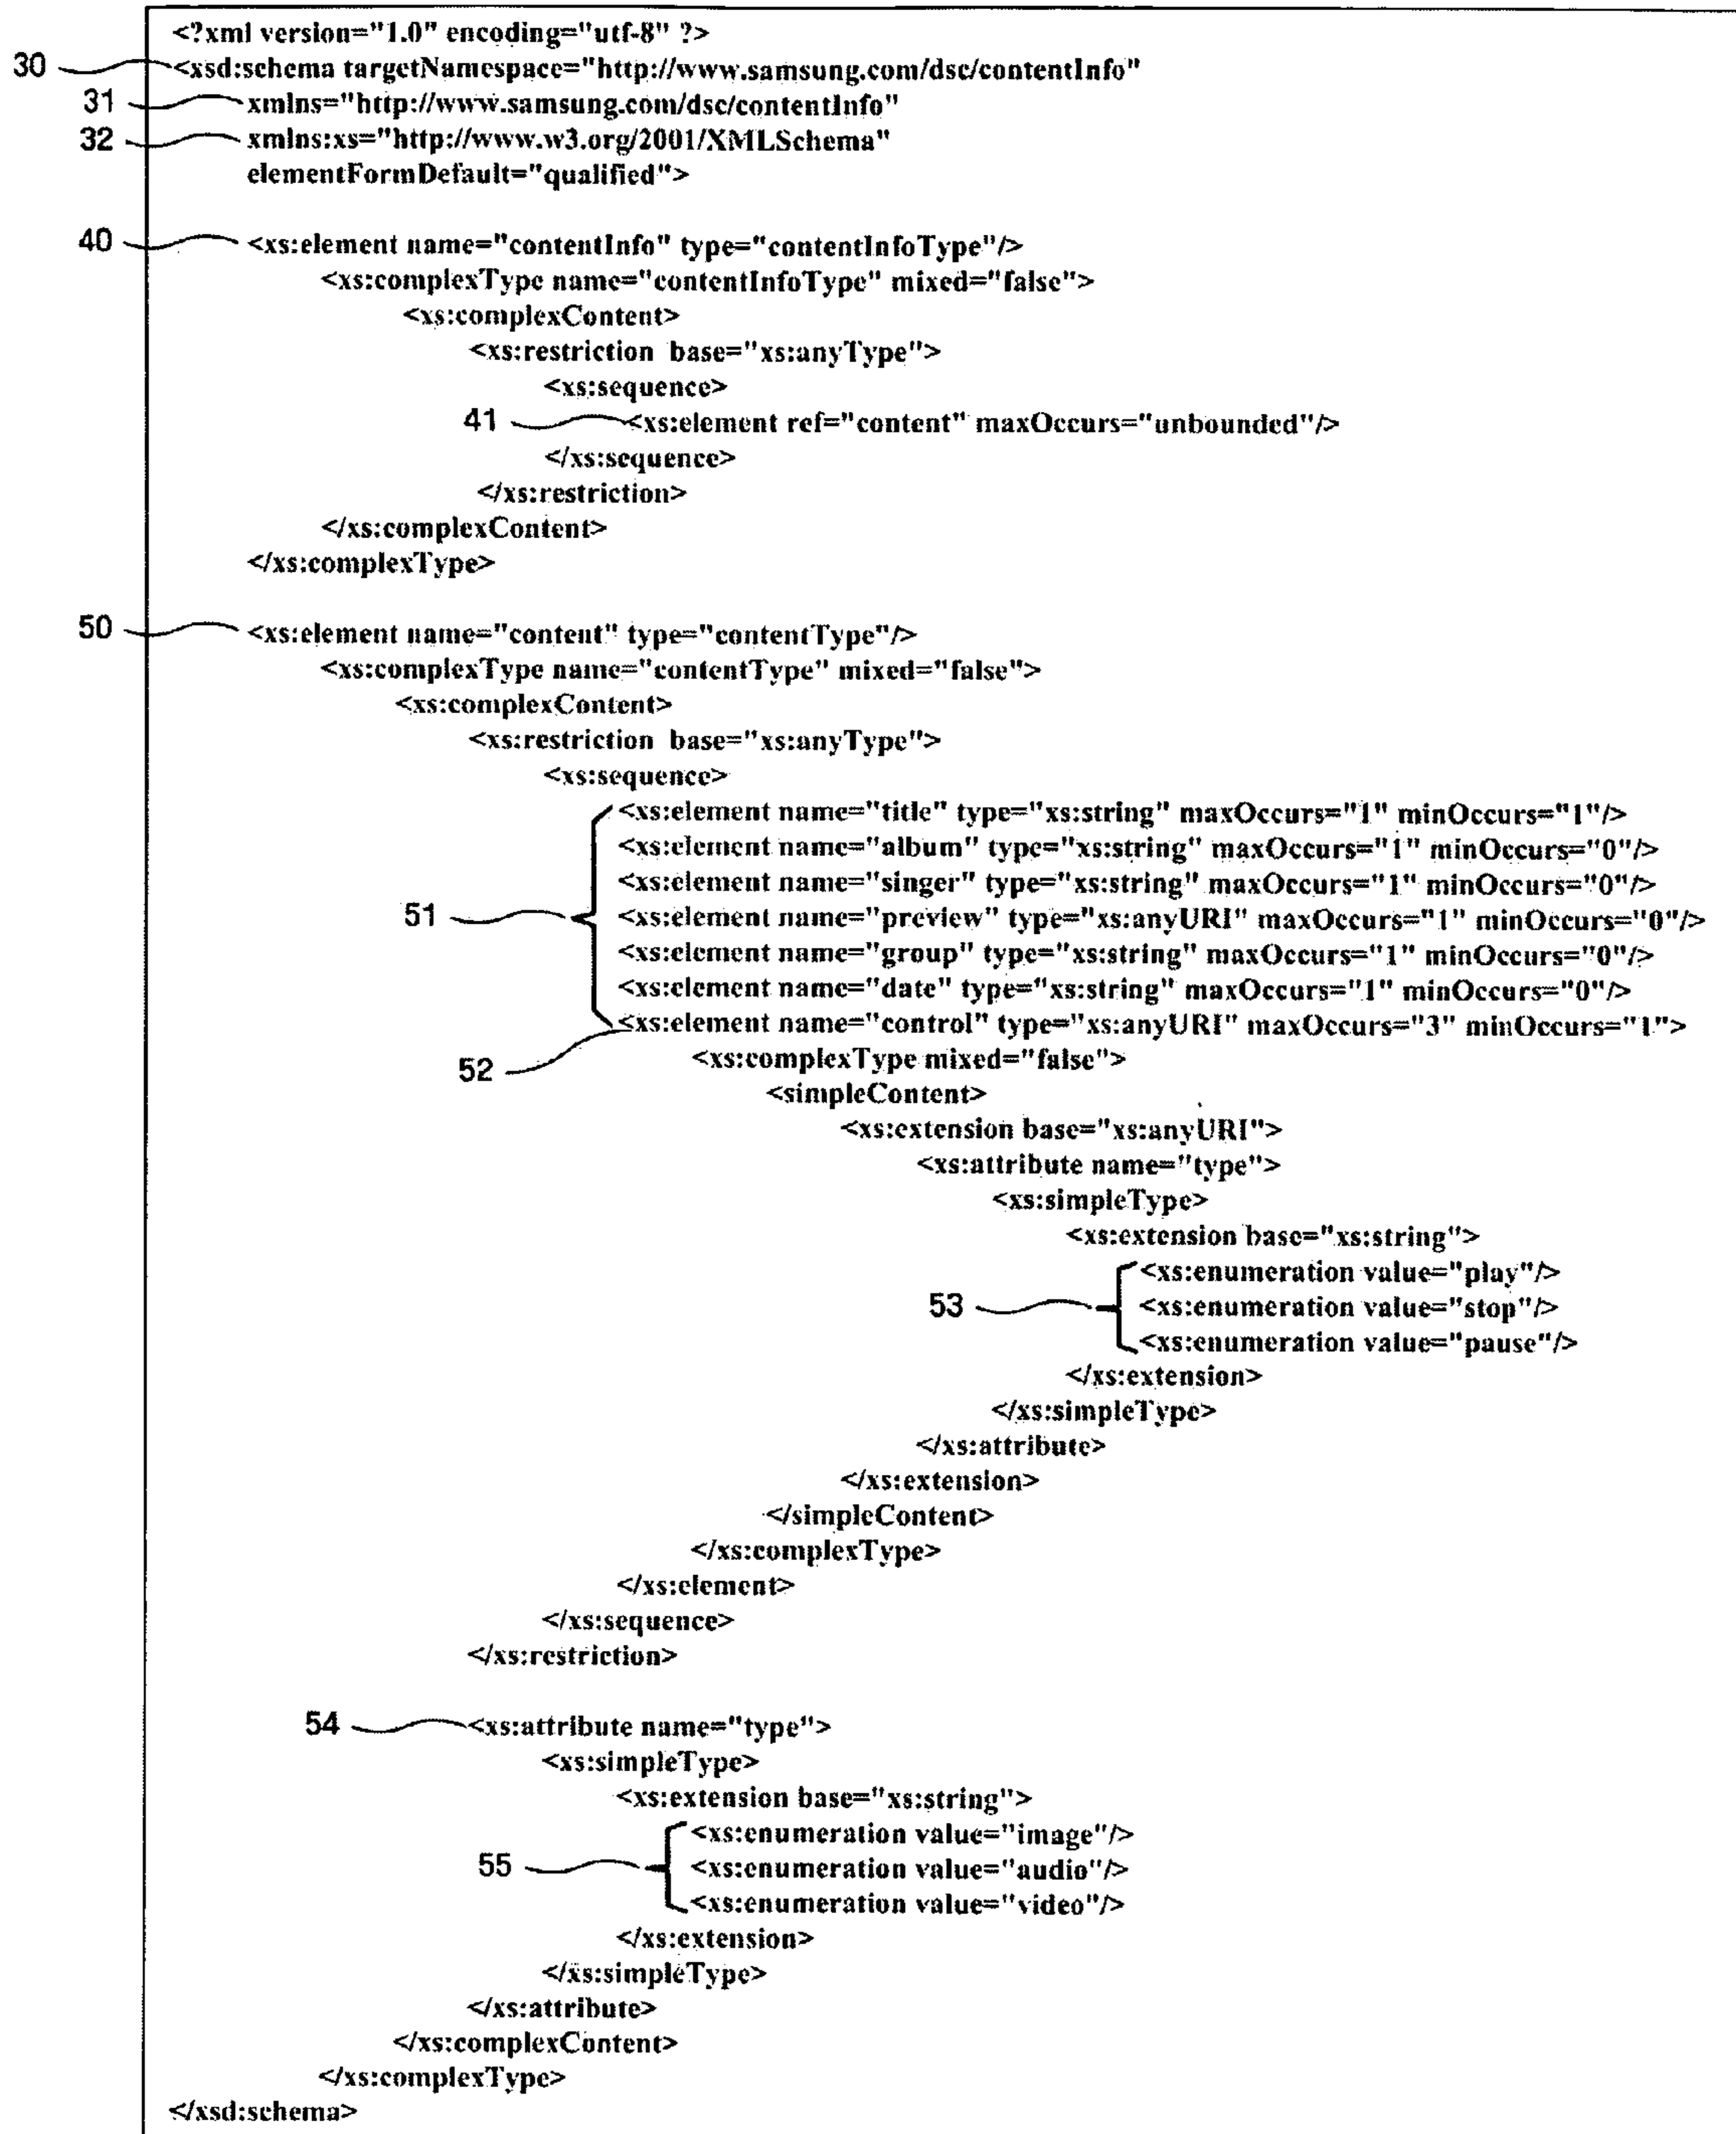 <?xml version="1.0" encoding="utf-8" ?>
30 <xsd:schema targetNamespace="http://www.samsung.com/dsc/contentInfo"
31 xmlns="http://www.samsung.com/dsc/contentInfo"
32 xmlns:xs="http://www.w3.org/2001/XMLSchema"
elementFormDefault="qualified">
40 <xs:element name="contentInfo" type="contentInfoType"/>
<xs:complexType name="contentInfoType" mixed="false">
<xs:complexContent>
<xs:restriction base="xs:anyType">
<xs:sequence>
41 <xs:element ref="content" maxOccurs="unbounded"/>
</xs:sequence>
</xs:restriction>
</xs:complexContent>
</xs:complexType>
50 <xs:element name="content" type="contentType"/>
<xs:complexType name="contentType" mixed="false">
<xs:complexContent>
<xs:restriction base="xs:anyType">
<xs:sequence>
<xs:element name="title" type="xs:string" maxOccurs="1" minOccurs="1"/>
<xs:element name="album" type="xs:string" maxOccurs="1" minOccurs="0"/>
<xs:element name="singer" type="xs:string" maxOccurs="1" minOccurs="0"/>
51 <xs:element name="preview" type="xs:anyURI" maxOccurs="1" minOccurs="0"/>
<xs:element name="group" type="xs:string" maxOccurs="1" minOccurs="0"/>
<xs:element name="date" type="xs:string" maxOccurs="1" minOccurs="0"/>
<xs:element name="control" type="xs:anyURI" maxOccurs="3" minOccurs="1">
52 <xs:complexType mixed="false">
<simpleContent>
<xs:extension base="xs:anyURI">
<xs:attribute name="type">
<xs:simpleType>
<xs:extension base="xs:string">
<xs:enumeration value="play"/>
53 <xs:enumeration value="stop"/>
<xs:enumeration value="pause"/>
</xs:extension>
</xs:simpleType>
</xs:attribute>
</xs:extension>
</simpleContent>
</xs:complexType>
</xs:element>
</xs:sequence>
</xs:restriction>
54 <xs:attribute name="type">
<xs:simpleType>
<xs:extension base="xs:string">
<xs:enumeration value="image"/>
55 <xs:enumeration value="audio"/>
<xs:enumeration value="video"/>
</xs:extension>
</xs:simpleType>
</xs:attribute>
</xs:complexContent>
</xs:complexType>
</xsd:schema>